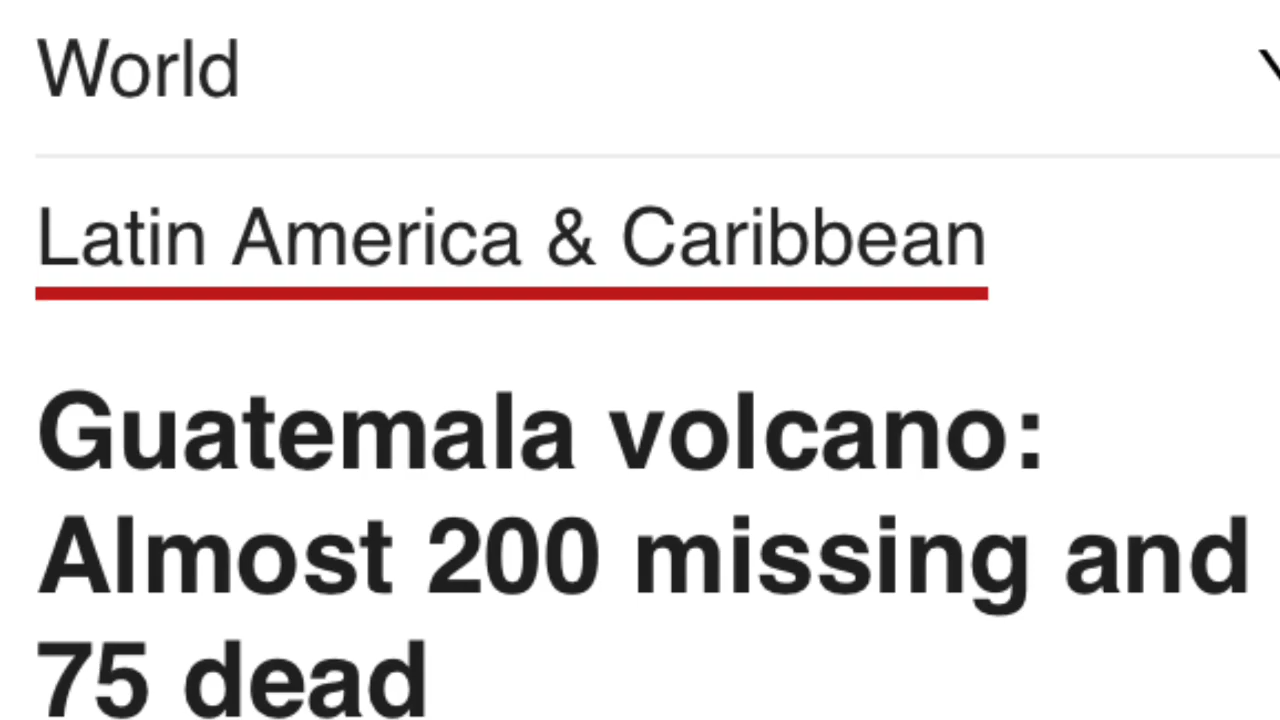 World
Latin America & Caribbean
Guatemala volcano:
Almost 200 missing and
75 dead